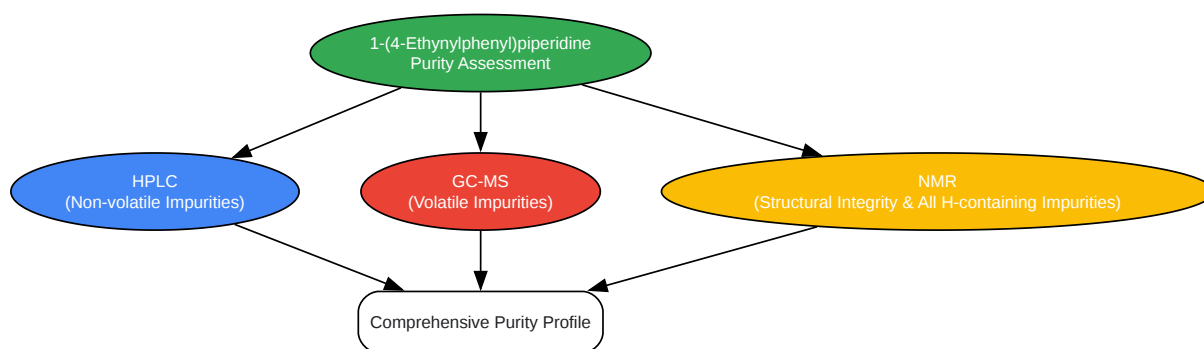 1-(4-Ethynylphenyl)piperidine
Purity Assessment
HPLC
(Non-volatile Impurities)
GC-MS
(Volatile Impurities)
NMR
(Structural Integrity & All H-containing Impurities)
Comprehensive Purity Profile